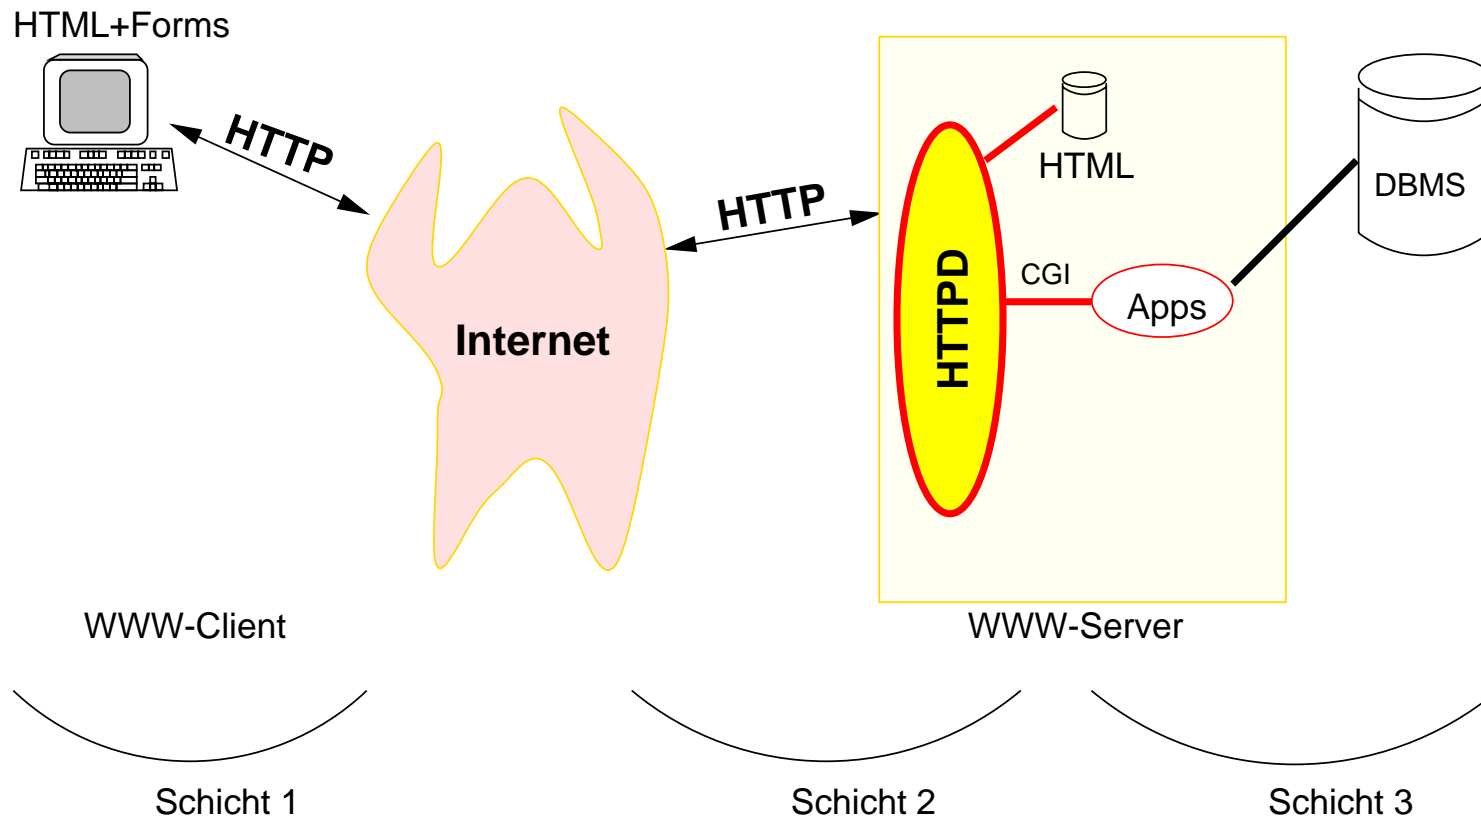 HTML+Forms
HTTP
HTTP
Internet
HTTPD
HTML
CGI
Apps
DBMS
WWW-Client
WWW-Server
Schicht 1
Schicht 2
Schicht 3